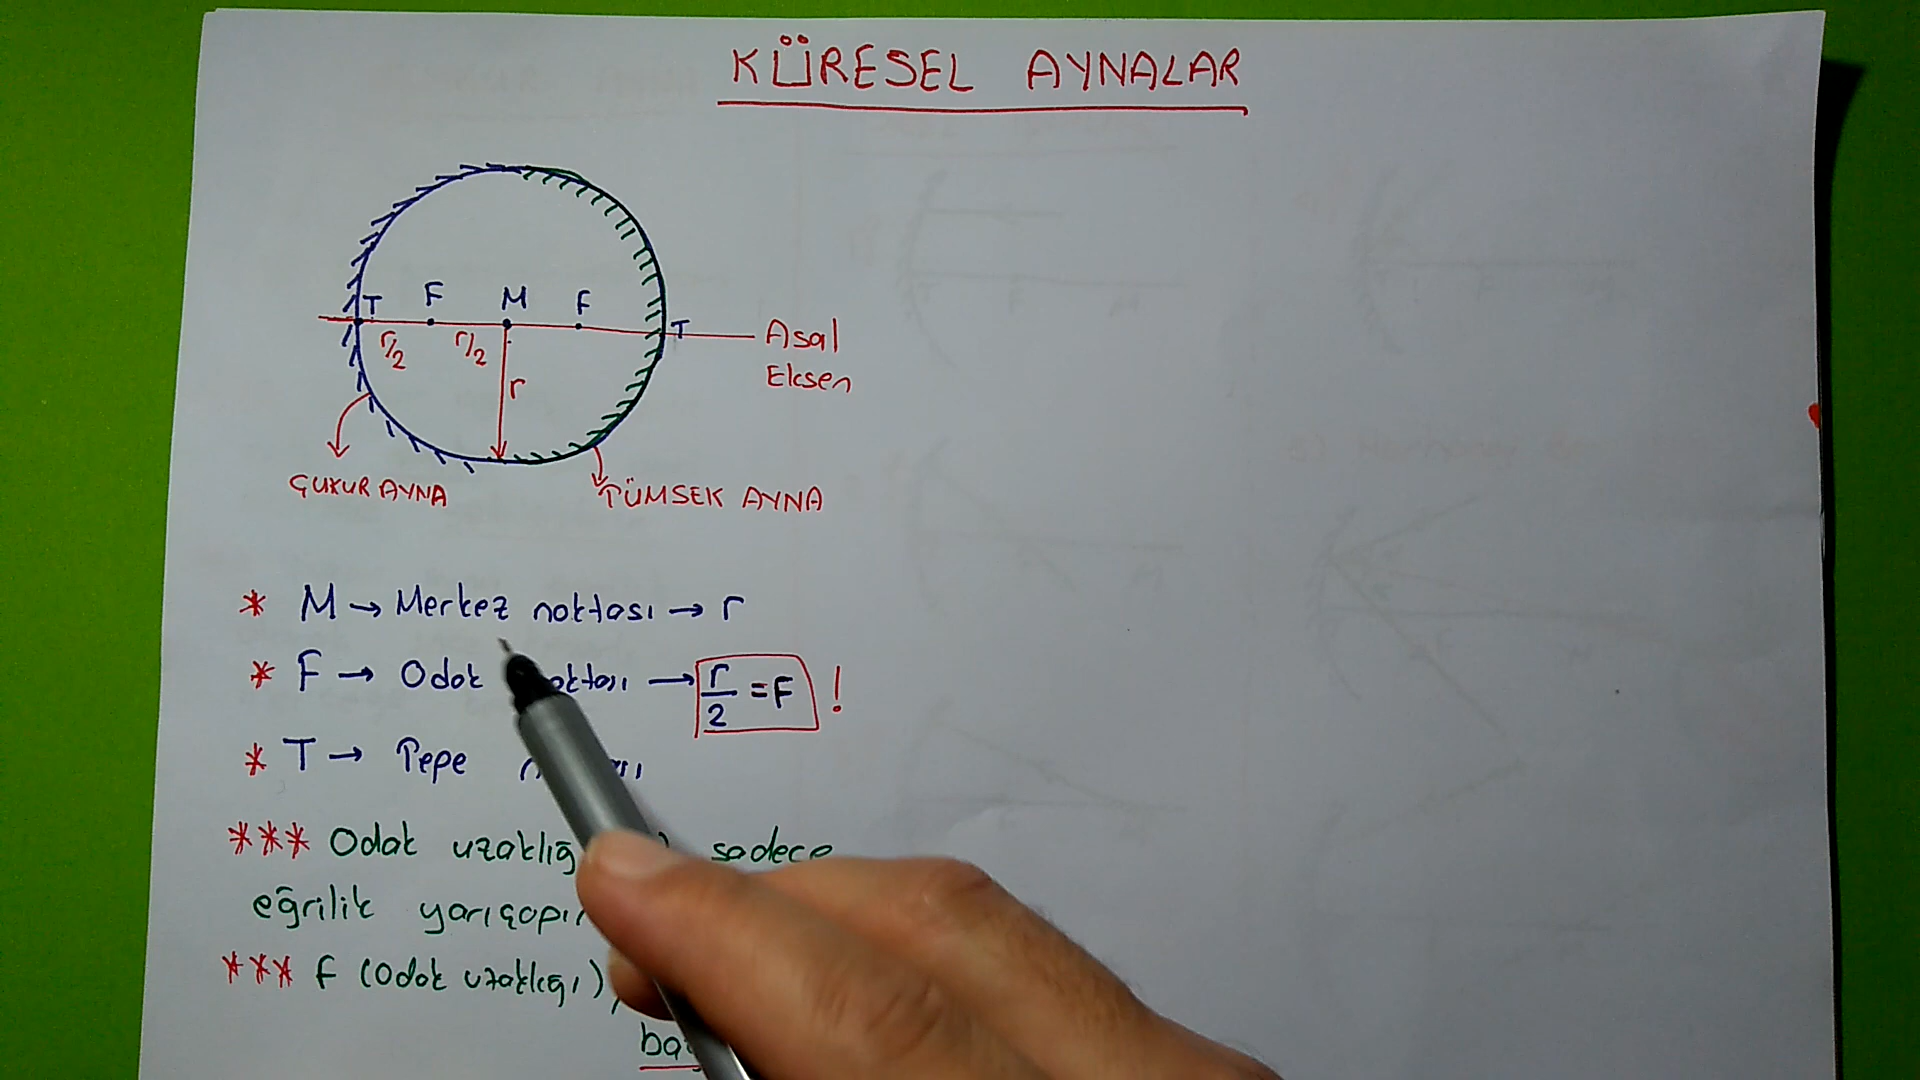 KÜRESEL AYNALAR
T F M F T
r/2 r/2 r
Asal
Eksen
ÇUKUR AYNA
TÜMSEK AYNA
* M → Merkez noktası → r
* F → Odak → r/2 = F !
* T → Tepe
*** Odak sadece
eğrilik
*** F (Odak uzaklığı)